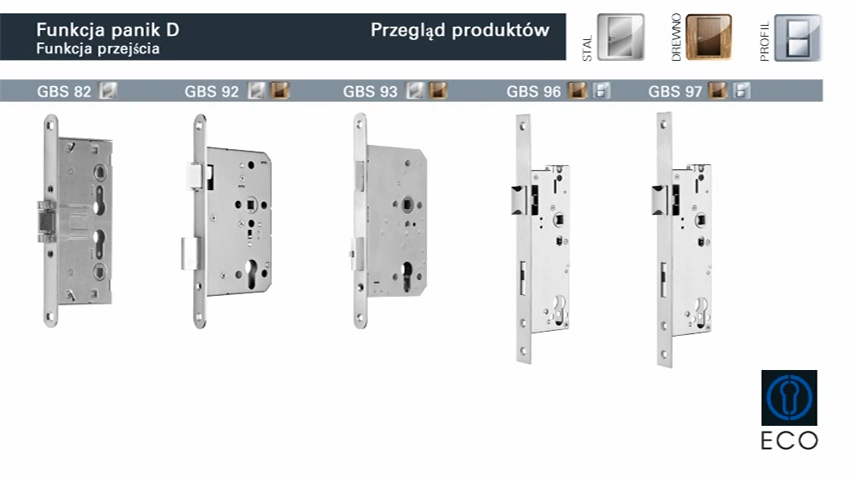 Funkcja panik D
Przegląd produktów
Funkcja przejścia
STAL
DREWNO
PROFIL
GBS 82
GBS 92
GBS 93
GBS 96
GBS 97
ECO